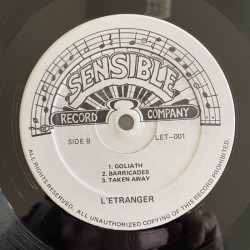 SENSIBLE
RECORD COMPANY
SIDE B LET-001
1. GOLIATH
2. BARRICADES
3. TAKEN AWAY
L'ETRANGER
ALL RIGHTS RESERVED. ALL UNAUTHORIZED COPYING OF THIS RECORD PROHIBITED.